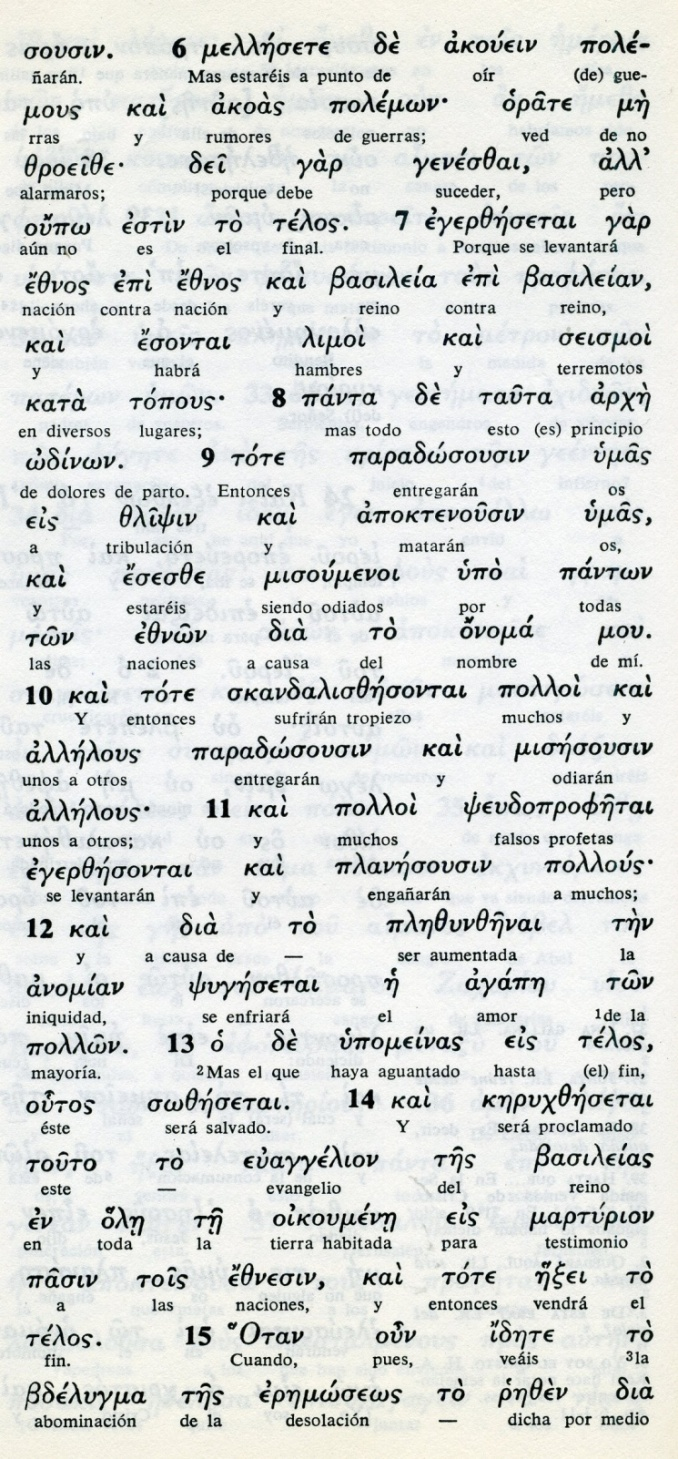 σουσιν. 6 μελλήσετε δὲ ἀκούειν πολέ-
ñarán. Mas estaréis a punto de oír (de) gue-
μους καὶ ἀκοὰς πολέμων· ὁρᾶτε μὴ
rras y rumores de guerras; ved de no
θροεῖθε· δεῖ γὰρ γενέσθαι, ἀλλ’
alarmaros; porque debe suceder, pero
οὔπω ἐστὶν τὸ τέλος. 7 ἐγερθήσεται γὰρ
aún no es el final. Porque se levantará
ἔθνος ἐπὶ ἔθνος καὶ βασιλεία ἐπὶ βασιλείαν,
nación contra nación y reino contra reino,
καὶ ἔσονται λιμοὶ καὶ σεισμοὶ
y habrá hambres y terremotos
κατὰ τόπους· 8 πάντα δὲ ταῦτα ἀρχὴ
en diversos lugares; mas todo esto (es) principio
ὠδίνων. 9 τότε παραδώσουσιν ὑμᾶς
de dolores de parto. Entonces entregarán os
εἰς θλῖψιν καὶ ἀποκτενοῦσιν ὑμᾶς,
a tribulación y matarán os,
καὶ ἔσεσθε μισούμενοι ὑπὸ πάντων
y estaréis siendo odiados por todas
τῶν ἐθνῶν διὰ τὸ ὄνομά μου.
las naciones a causa del nombre de mí.
10 καὶ τότε σκανδαλισθήσονται πολλοὶ καὶ
Y entonces sufrirán tropiezo muchos y
ἀλλήλους παραδώσουσιν καὶ μισήσουσιν
unos a otros entregarán y odiarán
ἀλλήλους· 11 καὶ πολλοὶ ψευδοπροφῆται
unos a otros; y muchos falsos profetas
ἐγερθήσονται καὶ πλανήσουσιν πολλούς·
se levantarán y engañarán a muchos;
12 καὶ διὰ τὸ πληθυνθῆναι τὴν
y a causa de — ser aumentada la
ἀνομίαν ψυγήσεται ἡ ἀγάπη τῶν
iniquidad, se enfriará el amor ¹de la
πολλῶν. 13 ὁ δὲ ὑπομείνας εἰς τέλος,
mayoría. ²Mas el que haya aguantado hasta (el) fin,
οὗτος σωθήσεται. 14 καὶ κηρυχθήσεται
éste será salvado. Y será proclamado
τοῦτο τὸ εὐαγγέλιον τῆς βασιλείας
este — evangelio del reino
ἐν ὅλῃ τῇ οἰκουμένῃ εἰς μαρτύριον
en toda la tierra habitada para testimonio
πᾶσιν τοῖς ἔθνεσιν, καὶ τότε ἥξει τὸ
a las naciones, y entonces vendrá el
τέλος. 15 Ὅταν οὖν ἴδητε τὸ
fin. Cuando, pues, veáis ³la
βδέλυγμα τῆς ἐρημώσεως τὸ ῥηθὲν διὰ
abominación de la desolación — dicha por medio